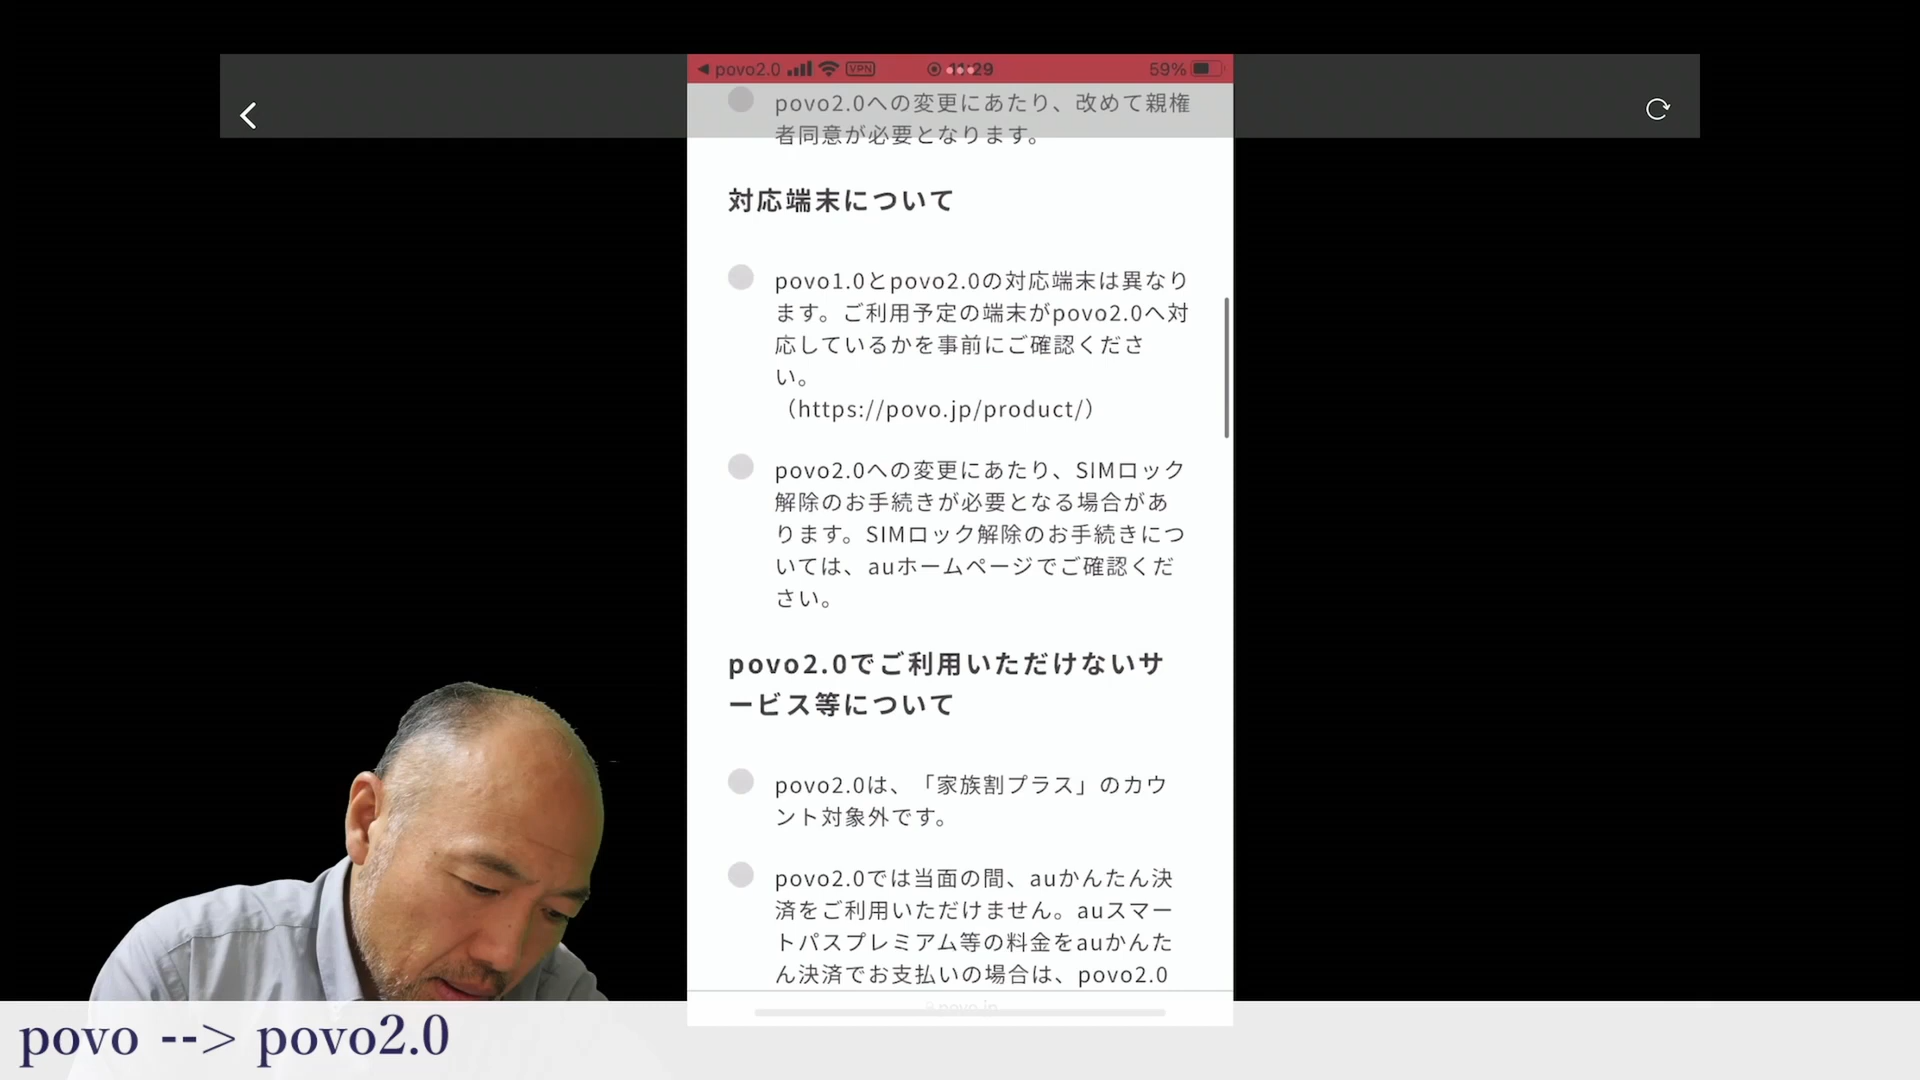 povo2.0
VPN
11:29
59%
povo2.0への変更にあたり、改めて親権
者同意が必要となります。
対応端末について
povo1.0とpovo2.0の対応端末は異なり
ます。ご利用予定の端末がpovo2.0へ対
応しているかを事前にご確認くださ
い。
（https://povo.jp/product/）
povo2.0への変更にあたり、SIMロック
解除のお手続きが必要となる場合があ
ります。SIMロック解除のお手続きにつ
いては、auホームページでご確認くだ
さい。
povo2.0でご利用いただけないサ
ービス等について
povo2.0は、「家族割プラス」のカウ
ント対象外です。
povo2.0では当面の間、auかんたん決
済をご利用いただけません。auスマー
トパスプレミアム等の料金をauかんた
ん決済でお支払いの場合は、povo2.0
povo.jp
povo --> povo2.0